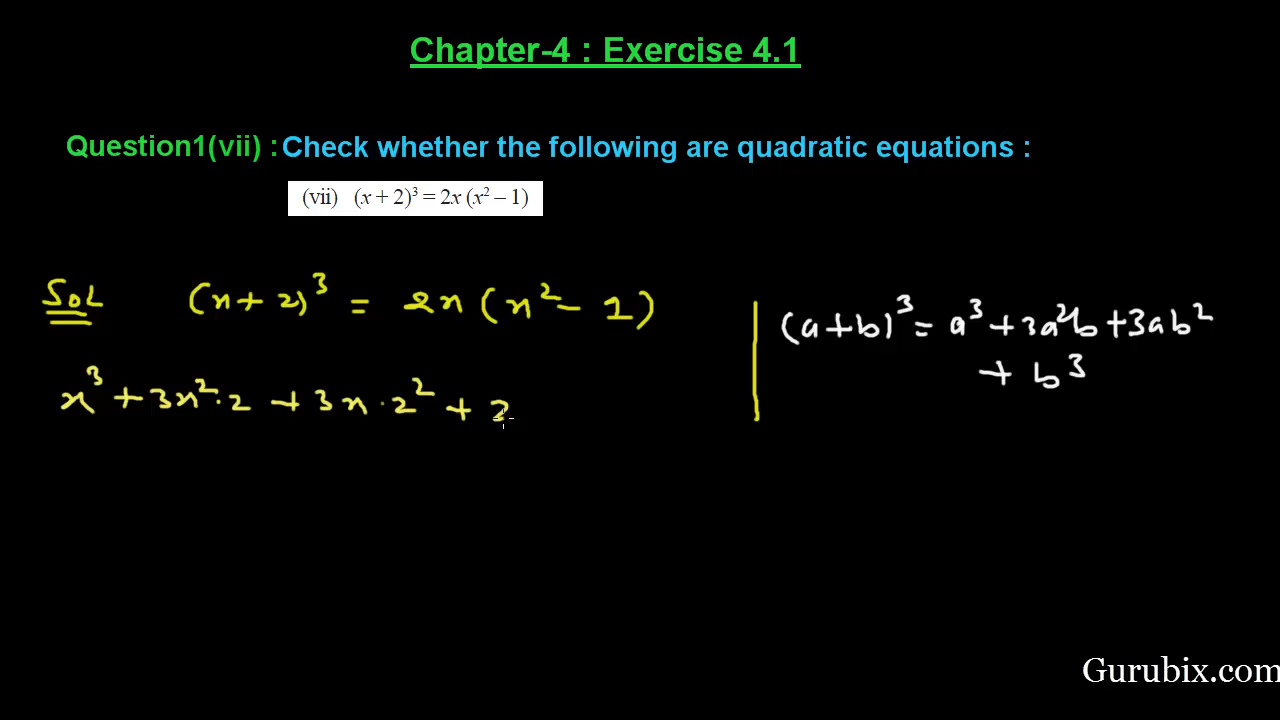 Chapter-4 : Exercise 4.1
Question1(vii) : Check whether the following are quadratic equations :
(vii) (x + 2)³ = 2x (x² – 1)
Sol (x + 2)³ = 2x (x² – 1)
(a+b)³ = a³ + 3a²b + 3ab²
+ b³
x³ + 3x² · 2 + 3x · 2² + 2
Gurubix.com